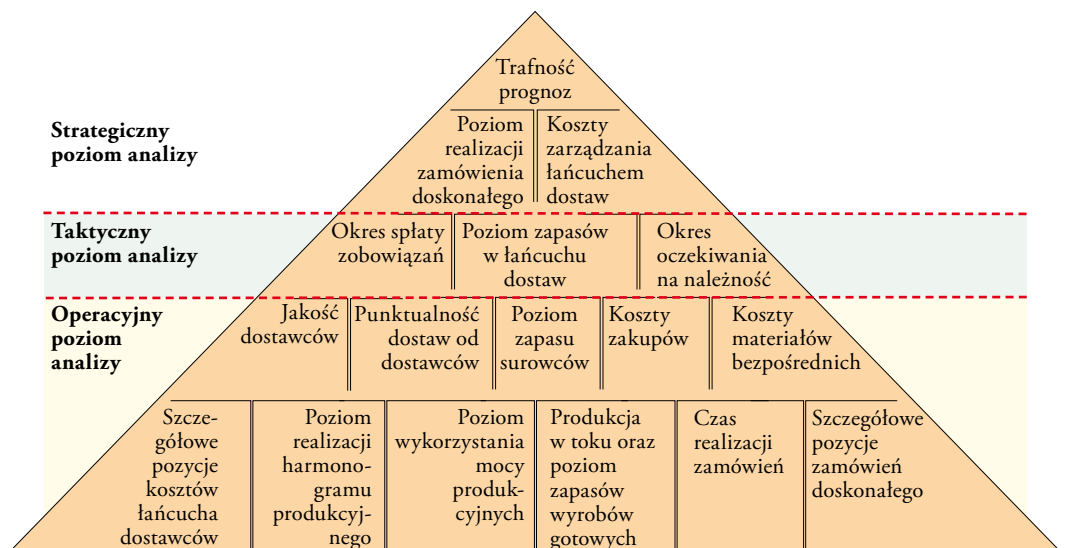 Trafność
prognoz
Strategiczny
poziom analizy
Poziom
realizacji
zamówienia
doskonałego
Koszty
zarządzania
łańcuchem
dostaw
Taktyczny
poziom analizy
Okres spłaty
zobowiązań
Poziom zapasów
w łańcuchu
dostaw
Okres
oczekiwania
na należność
Operacyjny
poziom
analizy
Jakość
dostawców
Punktualność
dostaw od
dostawców
Poziom
zapasu
surowców
Koszty
zakupów
Koszty
materiałów
bezpośrednich
Szcze-
gółowe
pozycje
kosztów
łańcucha
dostawców
Poziom
realizacji
harmono-
gramu
produkcyj-
nego
Poziom
wykorzystania
mocy
produk-
cyjnych
Produkcja
w toku oraz
poziom
zapasów
wyrobów
gotowych
Czas
realizacji
zamówień
Szczegółowe
pozycje
zamówień
doskonałego